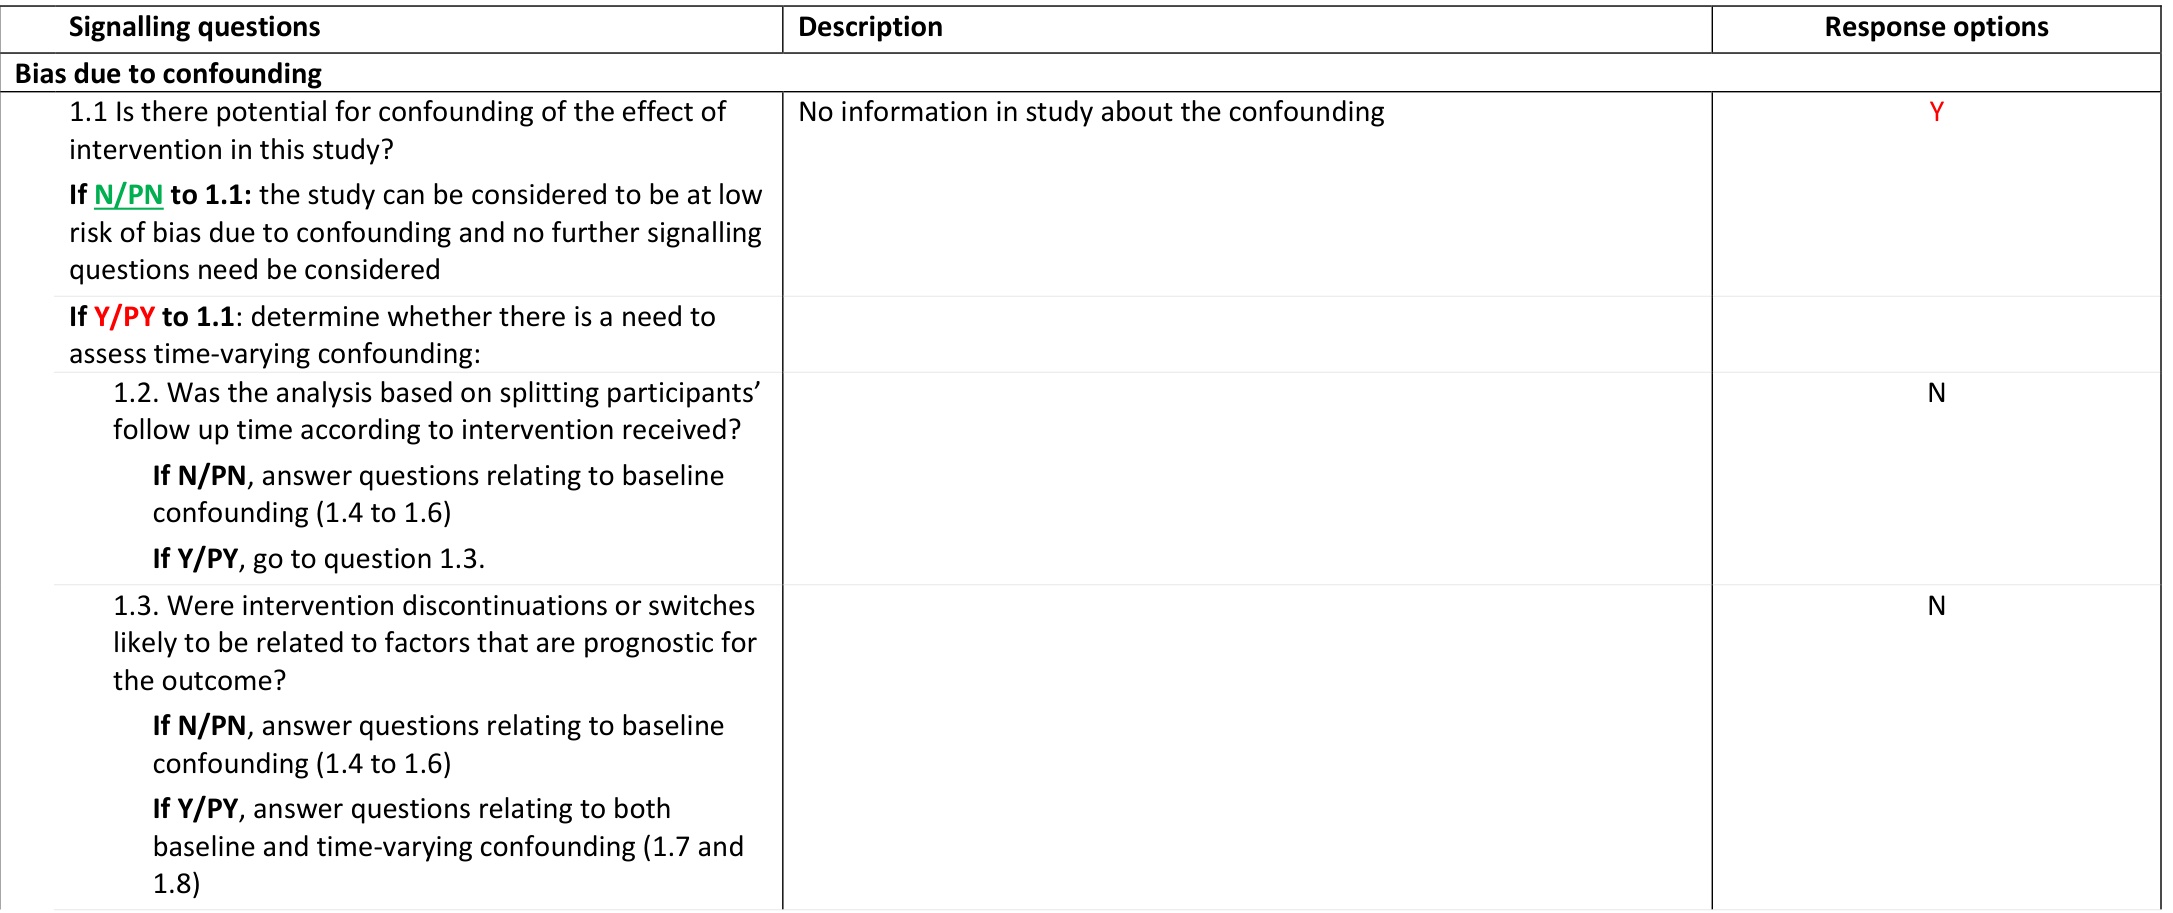 Signalling questions Description Response options
Bias due to confounding
1.1 Is there potential for confounding of the effect of No information in study about the confounding Y
intervention in this study?
If N/PN to 1.1: the study can be considered to be at low
risk of bias due to confounding and no further signalling
questions need be considered
If Y/PY to 1.1: determine whether there is a need to
assess time-varying confounding:
1.2. Was the analysis based on splitting participants’ N
follow up time according to intervention received?
If N/PN, answer questions relating to baseline
confounding (1.4 to 1.6)
If Y/PY, go to question 1.3.
1.3. Were intervention discontinuations or switches N
likely to be related to factors that are prognostic for
the outcome?
If N/PN, answer questions relating to baseline
confounding (1.4 to 1.6)
If Y/PY, answer questions relating to both
baseline and time-varying confounding (1.7 and
1.8)